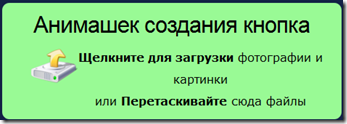 Анимашек создания кнопка
Щелкните для загрузки фотографии и
картинки
или Перетаскивайте сюда файлы